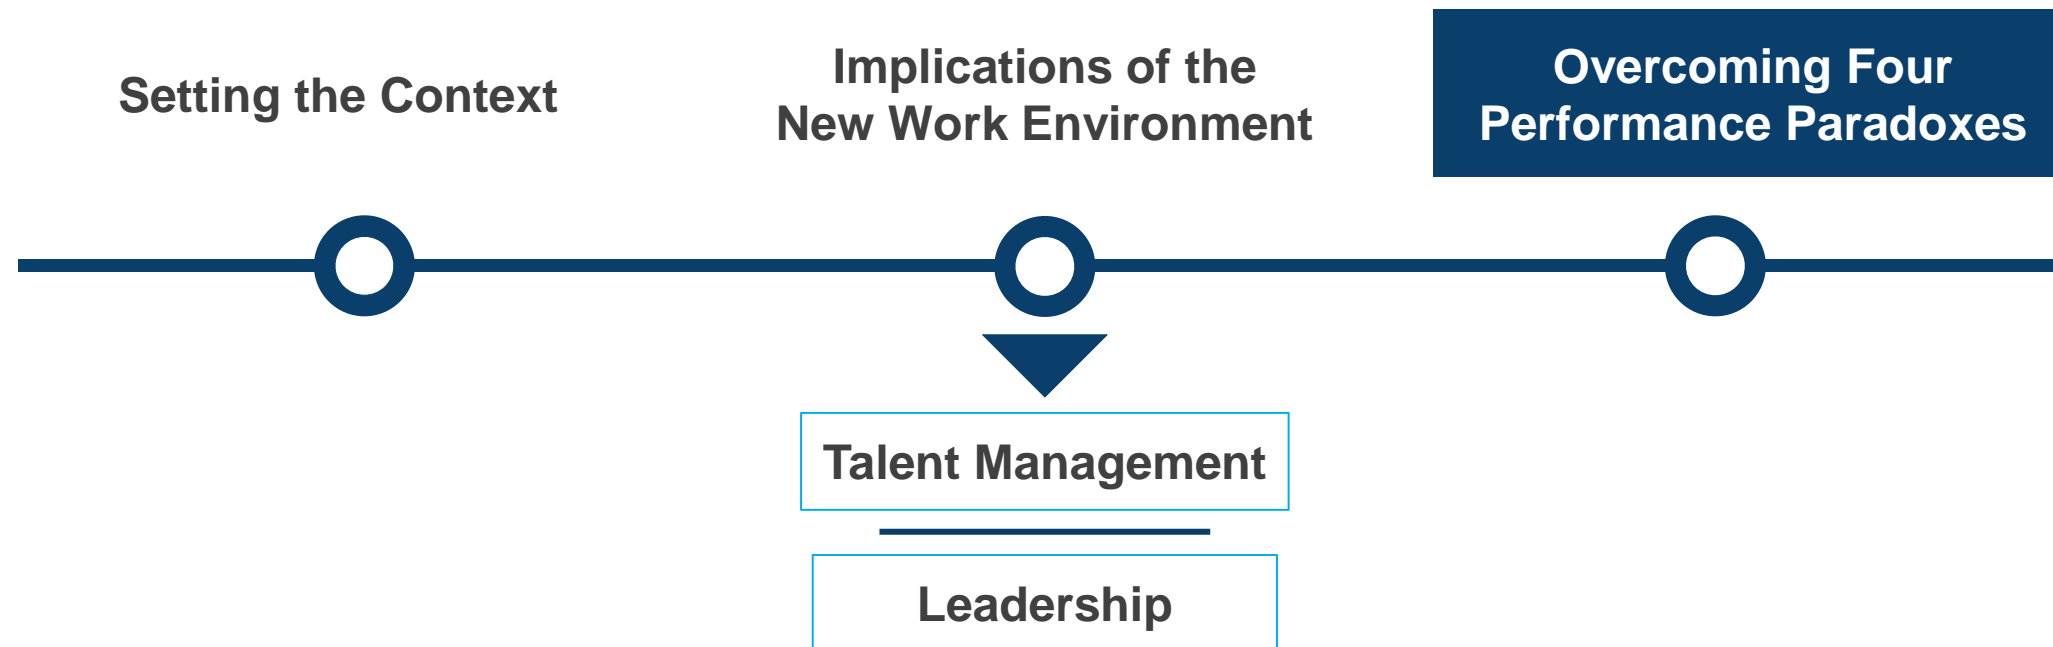 Setting the Context
Implications of the
New Work Environment
Overcoming Four
Performance Paradoxes
Talent Management
Leadership